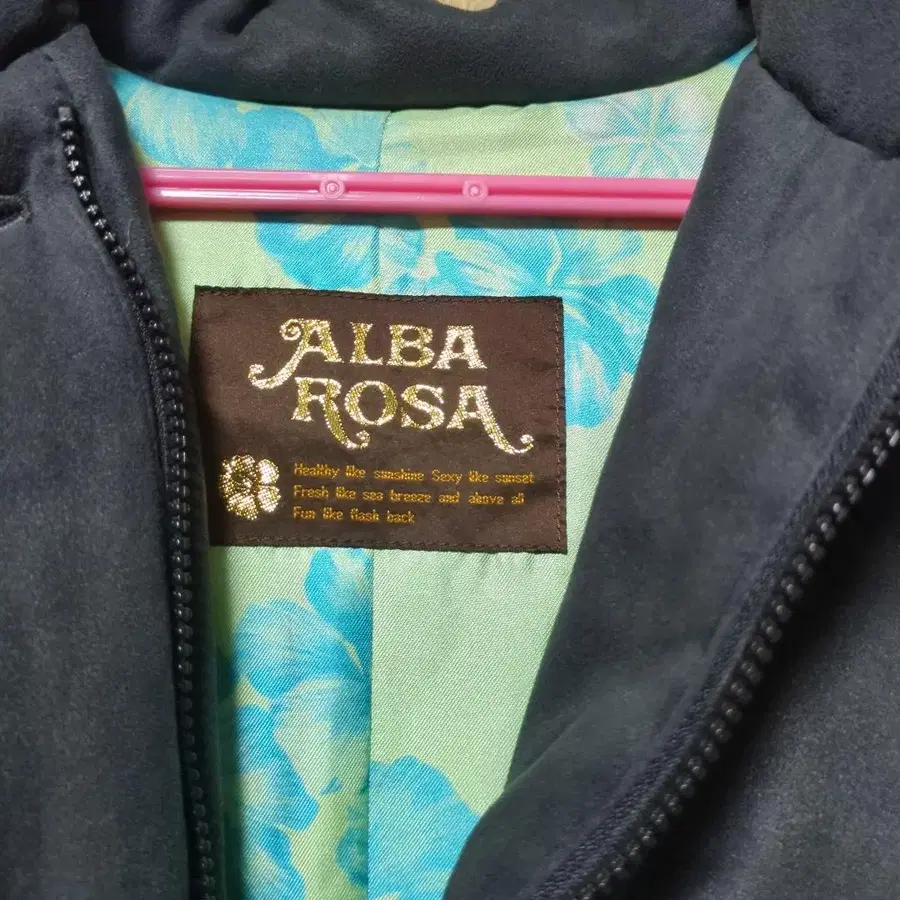 ALBA
ROSA
Healthy like sunshine Sexy like sunset
Fresh like sea breeze and above all
Fun like flash back